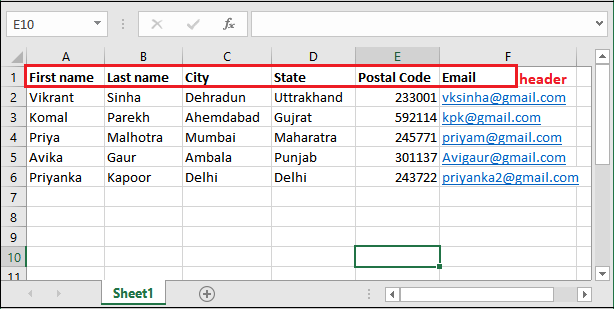 E10 fx
A B C D E F
1 First name Last name City State Postal Code Email header
2 Vikrant Sinha Dehradun Uttrakhand 233001 vksinha@gmail.com
3 Komal Parekh Ahemdabad Gujrat 592114 kpk@gmail.com
4 Priya Malhotra Mumbai Maharatra 245771 priyam@gmail.com
5 Avika Gaur Ambala Punjab 301137 Avigaur@gmail.com
6 Priyanka Kapoor Delhi Delhi 243722 priyanka2@gmail.com
7
8
9
10
11
Sheet1